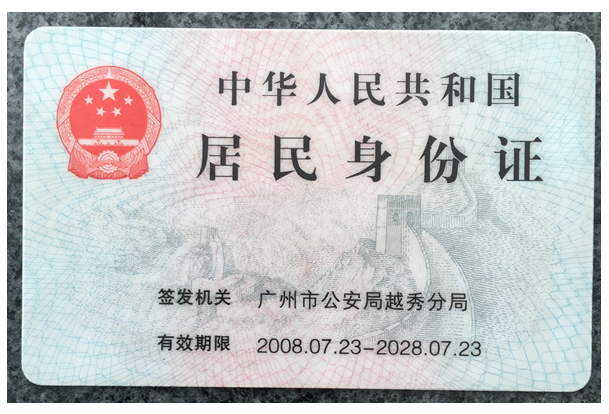 中华人民共和国
居民身份证
签发机关 广州市公安局越秀分局
有效期限 2008.07.23-2028.07.23